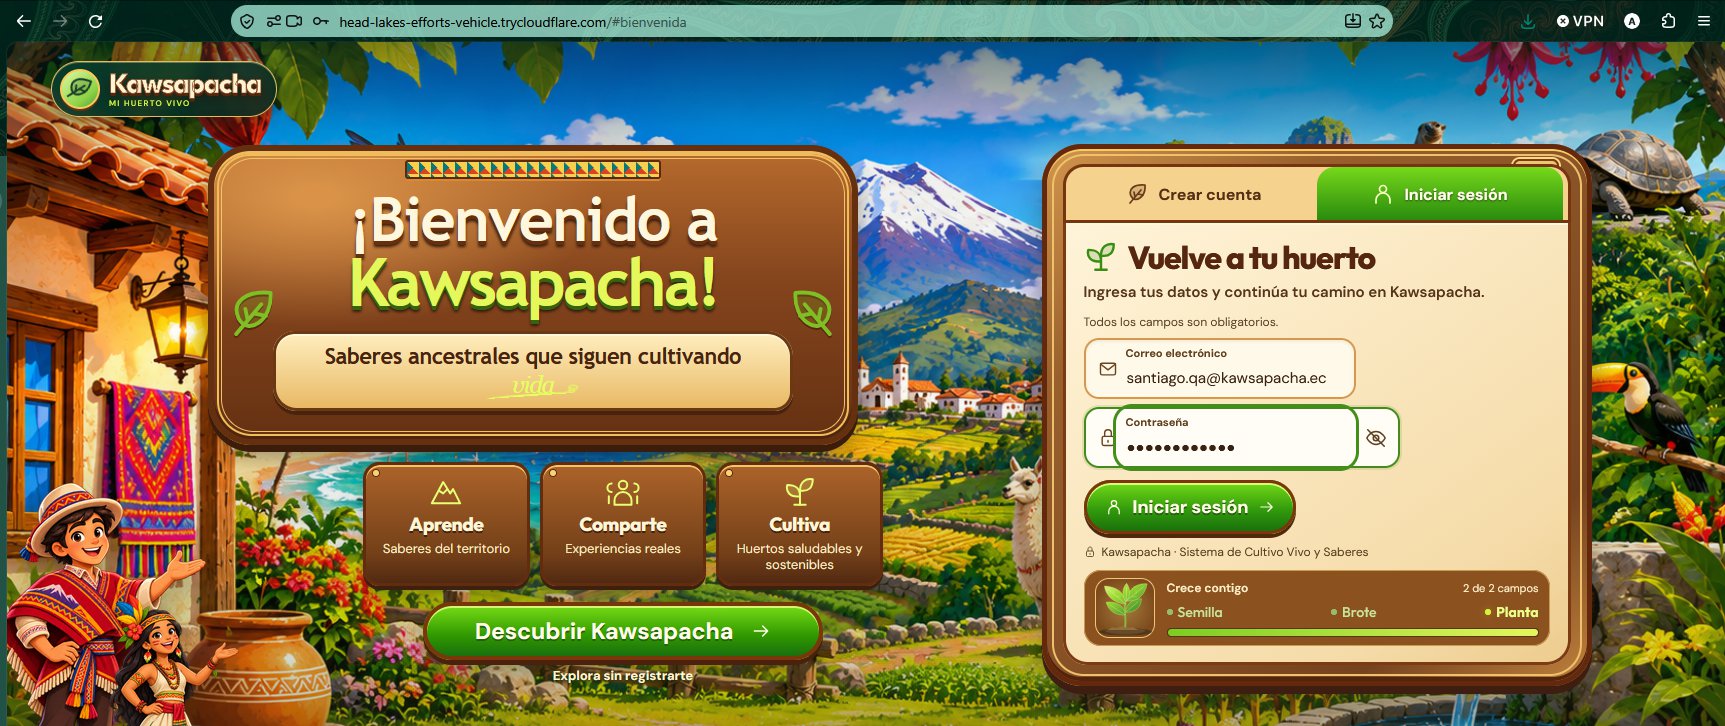 head-lakes-efforts-vehicle.trycloudflare.com/#bienvenida
VPN
A
Kawsapacha
MI HUERTO VIVO
¡Bienvenido a
Kawsapacha!
Saberes ancestrales que siguen cultivando
vida
Aprende
Saberes del territorio
Comparte
Experiencias reales
Cultiva
Huertos saludables y
sostenibles
Descubrir Kawsapacha
Explora sin registrarte
Crear cuenta
Iniciar sesión
Vuelve a tu huerto
Ingresa tus datos y continúa tu camino en Kawsapacha.
Todos los campos son obligatorios.
Correo electrónico
santiago.qa@kawsapacha.ec
Contraseña
••••••••••••
Iniciar sesión
Kawsapacha · Sistema de Cultivo Vivo y Saberes
Crece contigo
2 de 2 campos
Semilla
Brote
Planta